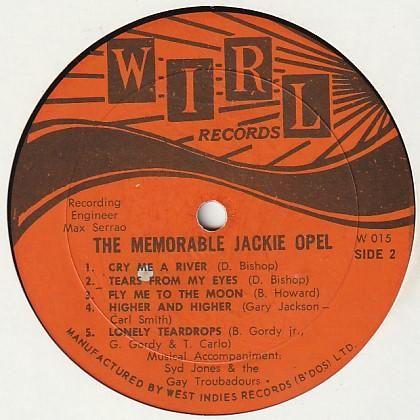 W·I·R·L
RECORDS
Recording
Engineer
Max Serrao
THE MEMORABLE JACKIE OPEL
W 015
SIDE 2
1. CRY ME A RIVER (D. Bishop)
2. TEARS FROM MY EYES (D. Bishop)
3. FLY ME TO THE MOON (B. Howard)
4. HIGHER AND HIGHER (Gary Jackson -
Carl Smith)
5. LONELY TEARDROPS (B. Gordy jr.,
G. Gordy & T. Carlo)
Musical Accompaniment:
Syd Jones & the
Gay Troubadours
MANUFACTURED BY WEST INDIES RECORDS (B'DOS) LTD.